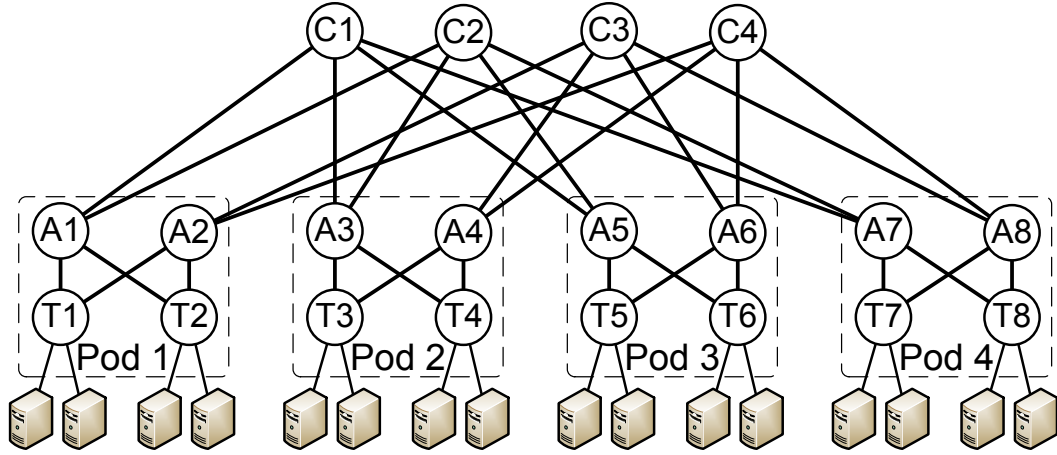 C1 C2 C3 C4
A1 A2 A3 A4 A5 A6 A7 A8
T1 T2 T3 T4 T5 T6 T7 T8
Pod 1 Pod 2 Pod 3 Pod 4